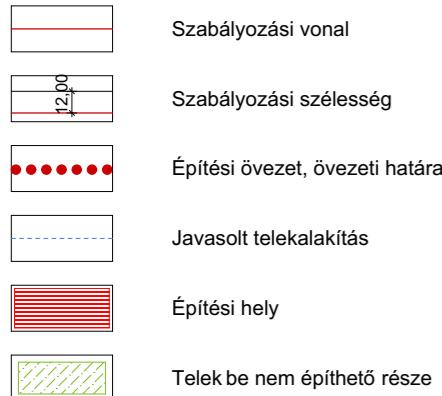 Szabályozási vonal
12,00
Szabályozási szélesség
Építési övezet, övezeti határa
Javasolt telekalakítás
Építési hely
Telek be nem építhető része